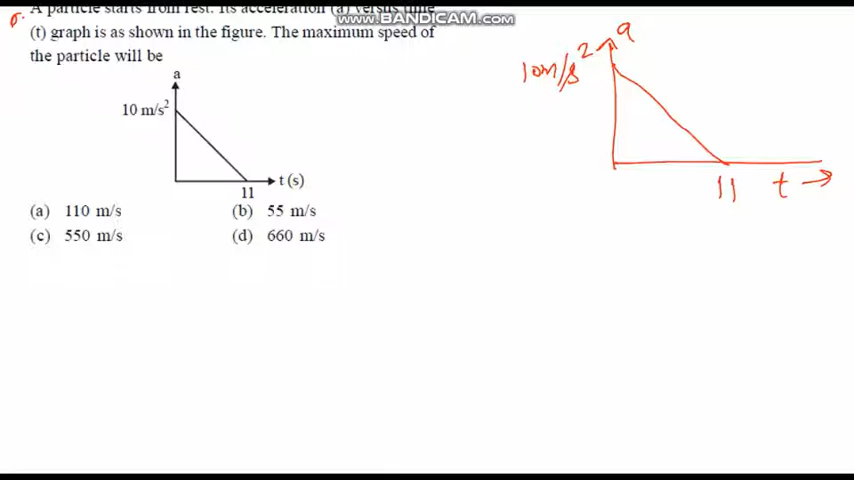 www.BANDICAM.com
A particle starts from rest. Its acceleration (a) versus time
(t) graph is as shown in the figure. The maximum speed of
the particle will be
a
10 m/s²
t (s)
11
(a) 110 m/s (b) 55 m/s
(c) 550 m/s (d) 660 m/s
a
10m/s²
11 t →